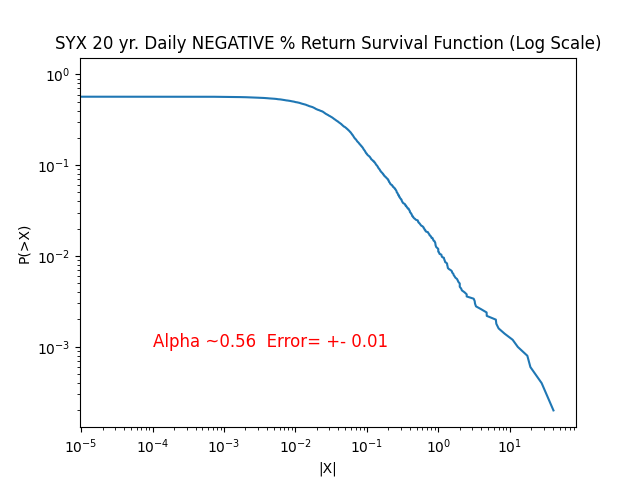 SYX 20 yr. Daily NEGATIVE % Return Survival Function (Log Scale)
10⁰
10⁻¹
10⁻²
10⁻³
P(>X)
Alpha ~0.56  Error= +- 0.01
10⁻⁵ 10⁻⁴ 10⁻³ 10⁻² 10⁻¹ 10⁰ 10¹
|X|